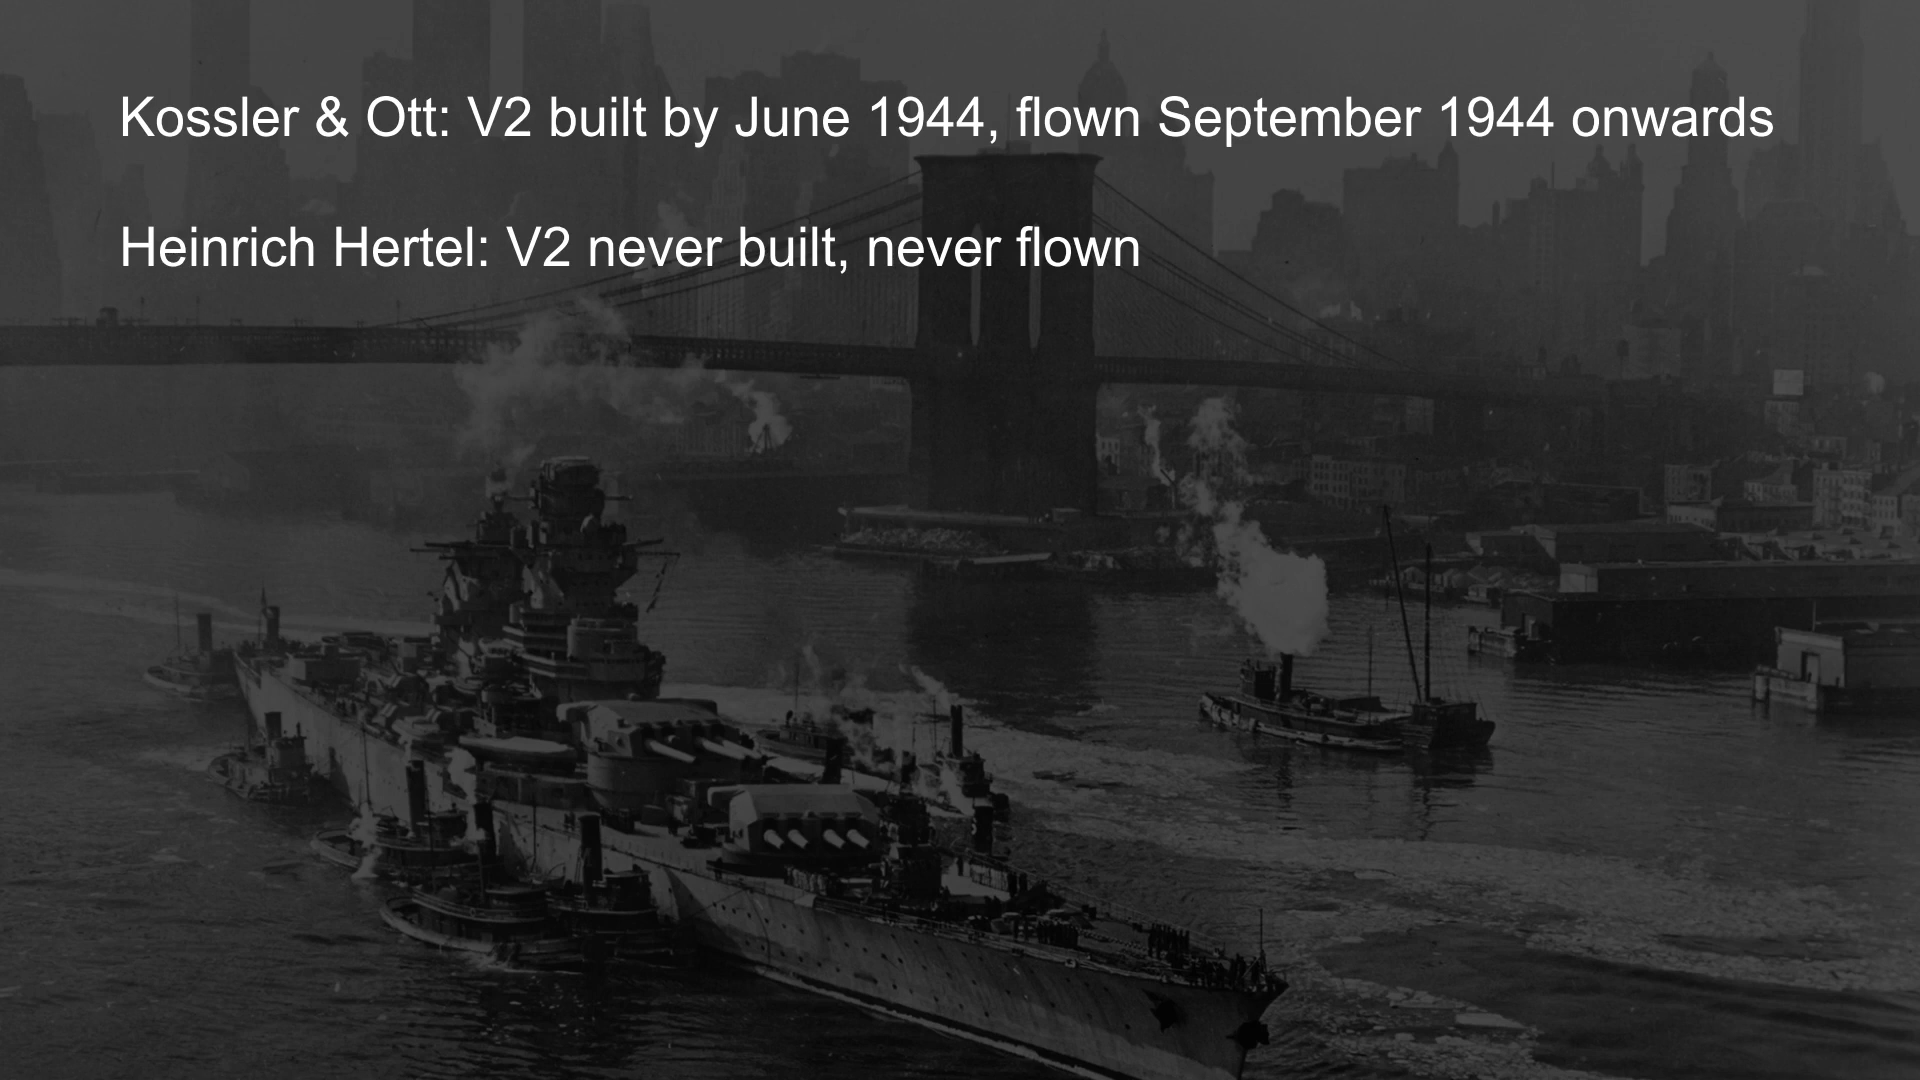 Kossler & Ott: V2 built by June 1944, flown September 1944 onwards
Heinrich Hertel: V2 never built, never flown